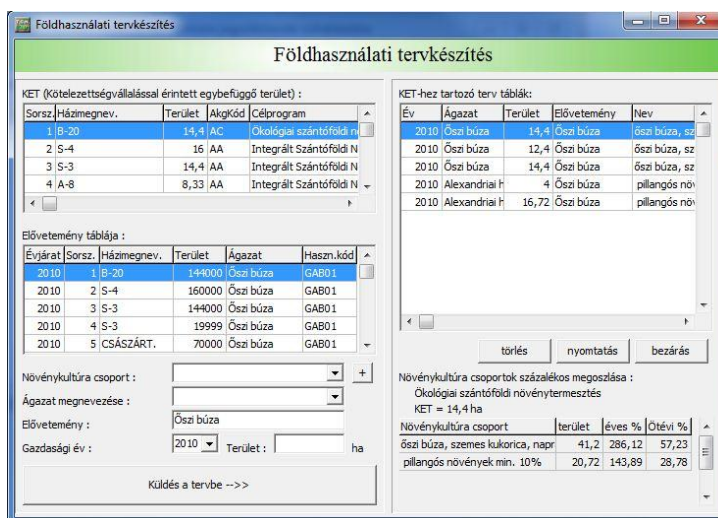 Földhasználati tervkészítés
Földhasználati tervkészítés
KET (Kötelezettségvállalással érintett egybefüggő terület) :
Sorsz. Házimegnev. Terület AkgKód Célprogram
1 B-20 14,4 AC Ökológiai szántóföldi n
2 S-4 16 AA Integrált Szántóföldi N
3 S-3 14,4 AA Integrált Szántóföldi N
4 A-8 8,33 AA Integrált Szántóföldi N
Elővetemény táblája :
Évjárat Sorsz. Házimegnev. Terület Ágazat Haszn.kód
2010 1 B-20 144000 Őszi búza GAB01
2010 2 S-4 160000 Őszi búza GAB01
2010 3 S-3 144000 Őszi búza GAB01
2010 4 S-3 19999 Őszi búza GAB01
2010 5 CSÁSZÁRT. 70000 Őszi búza GAB01
Növénykultúra csoport : +
Ágazat megnevezése :
Elővetemény : Őszi búza
Gazdasági év : 2010 Terület : ha
Küldés a tervbe -->>
KET-hez tartozó terv táblák:
Év Ágazat Terület Elővetemény Nev
2010 Őszi búza 14,4 Őszi búza őszi búza, sz
2010 Őszi búza 12,4 Őszi búza őszi búza, sz
2010 Őszi búza 14,4 Őszi búza őszi búza, sz
2010 Alexandriai h 4 Őszi búza pillangós növ
2010 Alexandriai h 16,72 Őszi búza pillangós növ
törlés nyomtatás bezárás
Növénykultúra csoportok százalékos megoszlása :
Ökológiai szántóföldi növénytermesztés
KET = 14,4 ha
Növénykultúra csoport terület éves % Ötévi %
őszi búza, szemes kukorica, napr 41,2 286,12 57,23
pillangós növények min. 10% 20,72 143,89 28,78